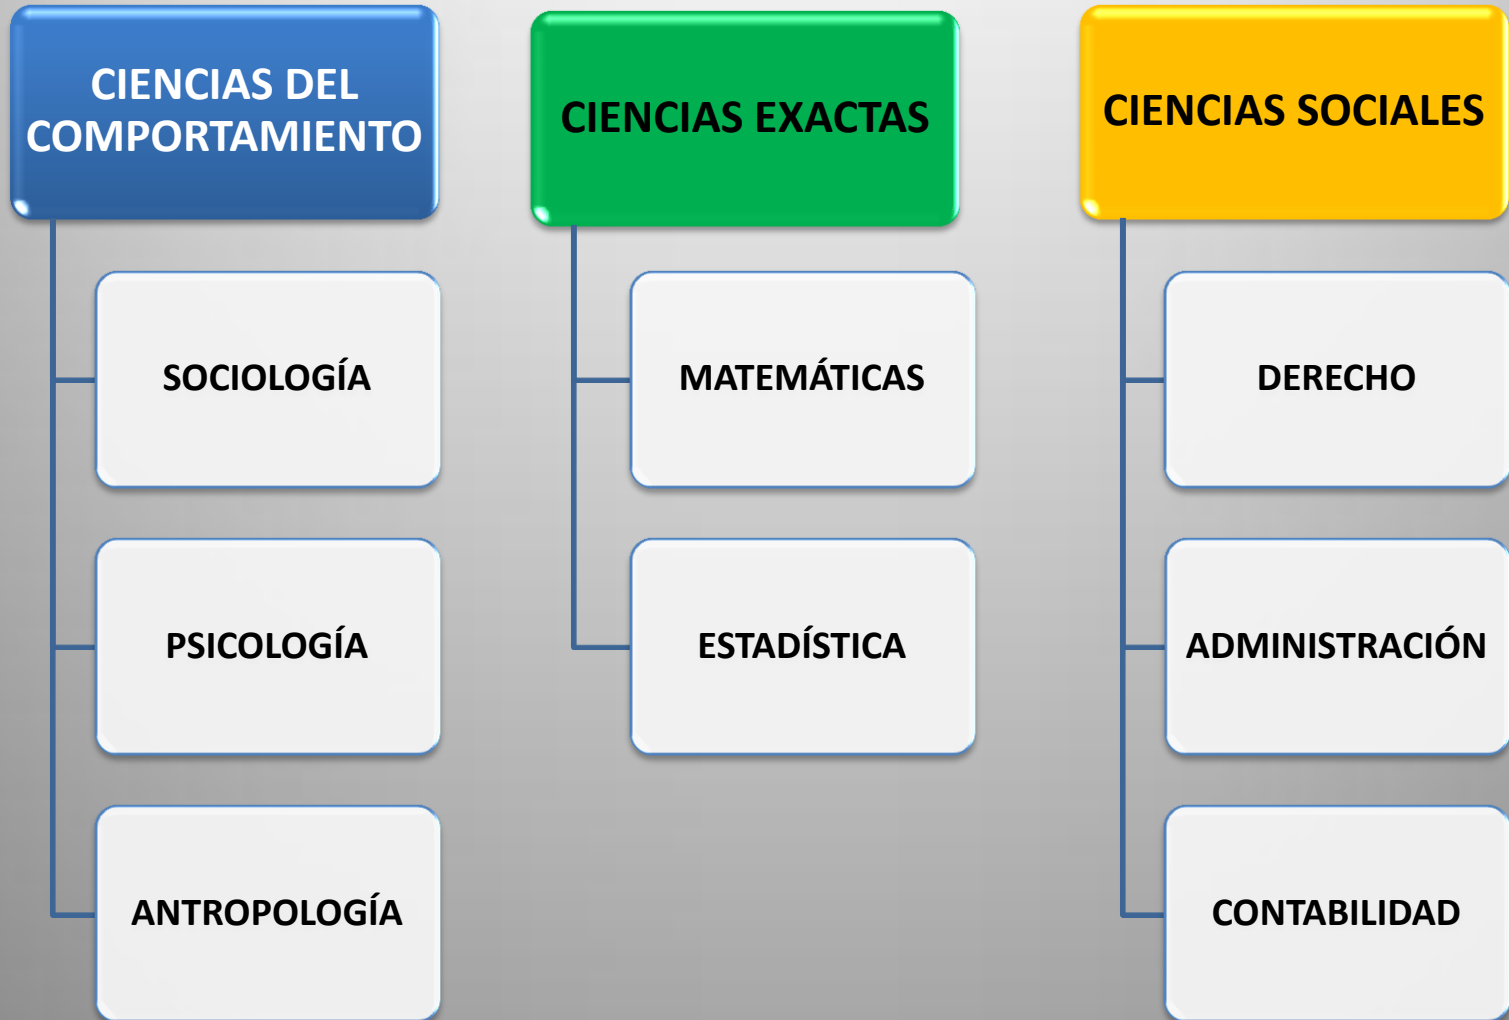 CIENCIAS DEL
COMPORTAMIENTO
SOCIOLOGÍA
PSICOLOGÍA
ANTROPOLOGÍA
CIENCIAS EXACTAS
MATEMÁTICAS
ESTADÍSTICA
CIENCIAS SOCIALES
DERECHO
ADMINISTRACIÓN
CONTABILIDAD